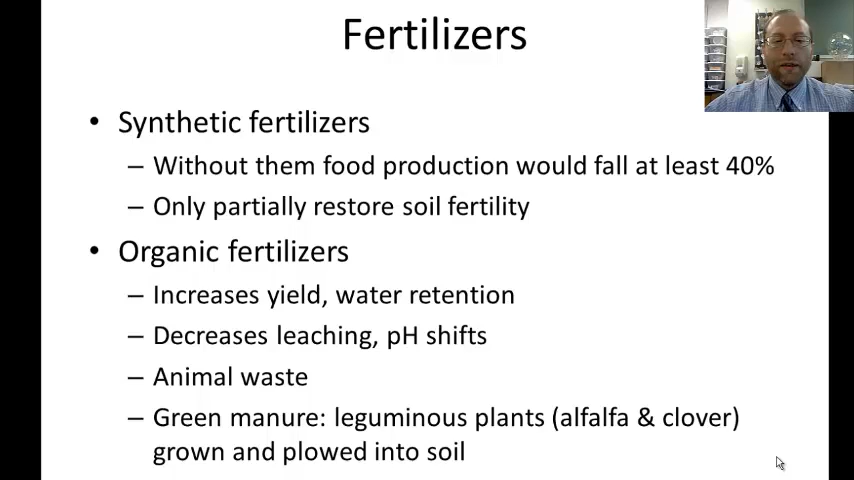 Fertilizers
• Synthetic fertilizers
– Without them food production would fall at least 40%
– Only partially restore soil fertility
• Organic fertilizers
– Increases yield, water retention
– Decreases leaching, pH shifts
– Animal waste
– Green manure: leguminous plants (alfalfa & clover)
grown and plowed into soil